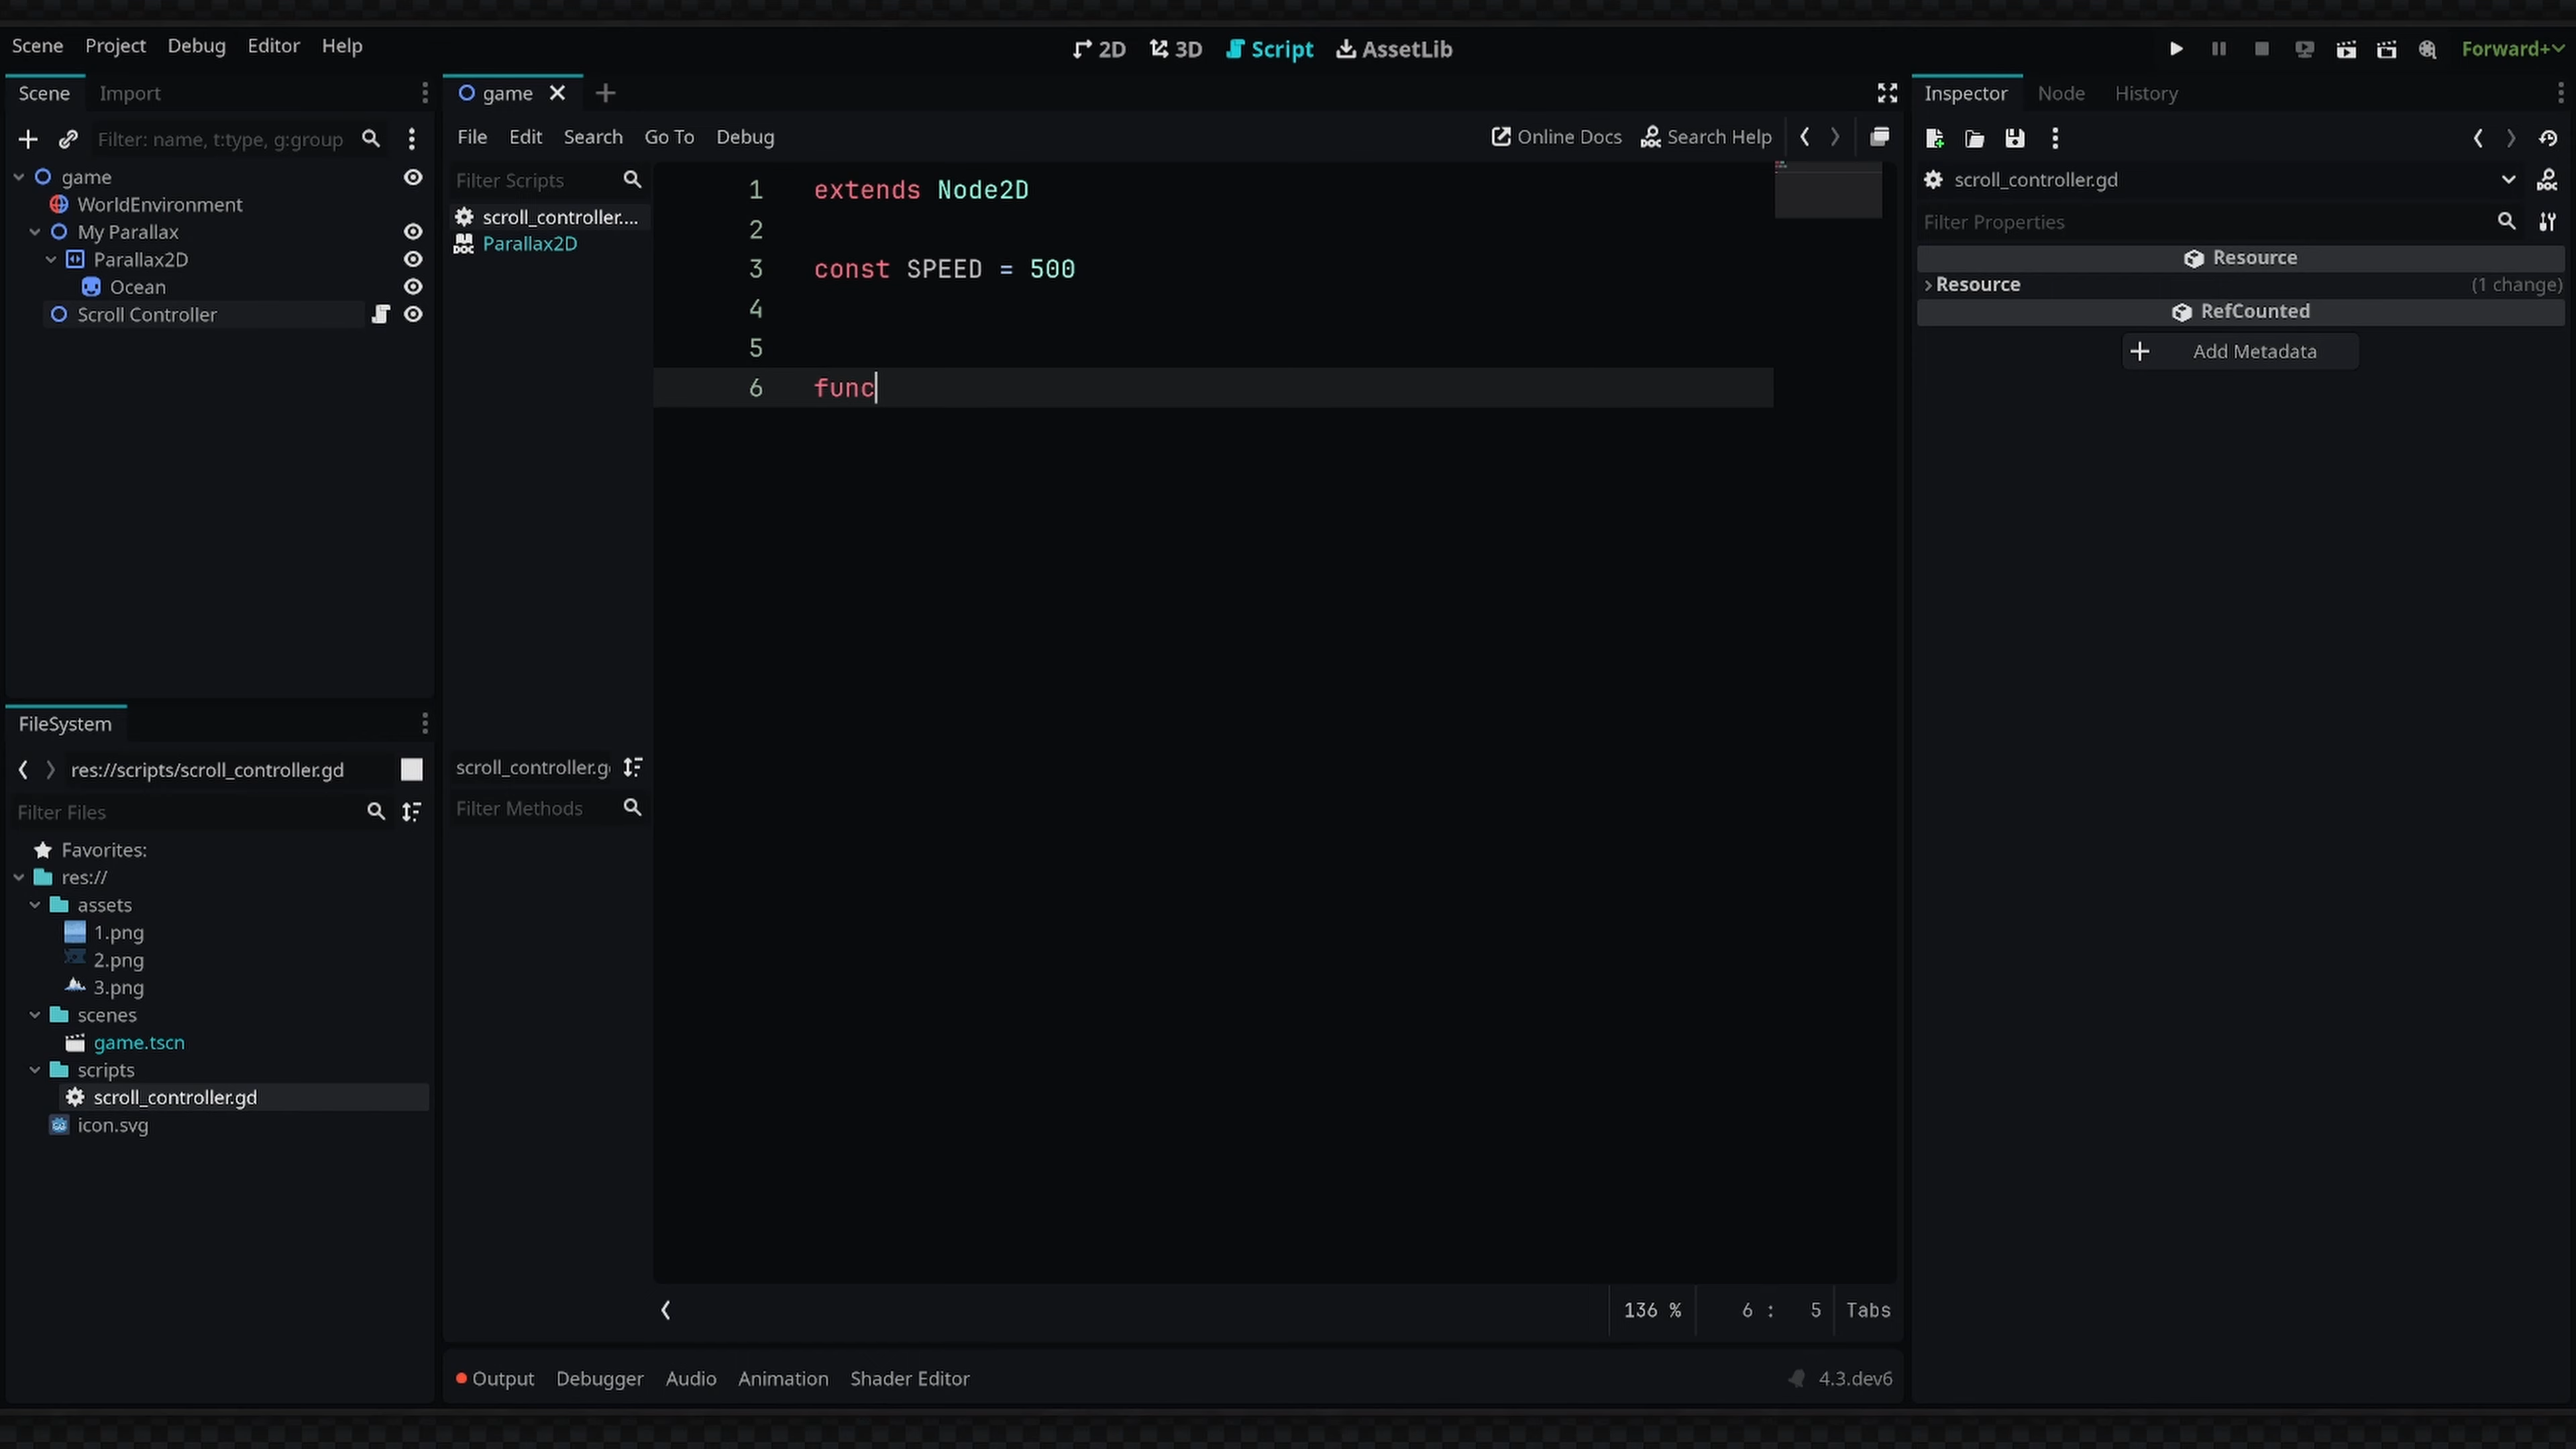 Scene Project Debug Editor Help
2D 3D Script AssetLib
Forward+
Scene Import
Filter: name, t:type, g:group
game
WorldEnvironment
My Parallax
Parallax2D
Ocean
Scroll Controller
FileSystem
res://scripts/scroll_controller.gd
Filter Files
Favorites:
res://
assets
1.png
2.png
3.png
scenes
game.tscn
scripts
scroll_controller.gd
icon.svg
game
File Edit Search Go To Debug
Online Docs Search Help
Filter Scripts
scroll_controller....
Parallax2D
scroll_controller.g
Filter Methods
1 extends Node2D
2
3 const SPEED = 500
4
5
6 func
136 % 6 : 5 Tabs
Output Debugger Audio Animation Shader Editor
4.3.dev6
Inspector Node History
scroll_controller.gd
Filter Properties
Resource
Resource (1 change)
RefCounted
Add Metadata